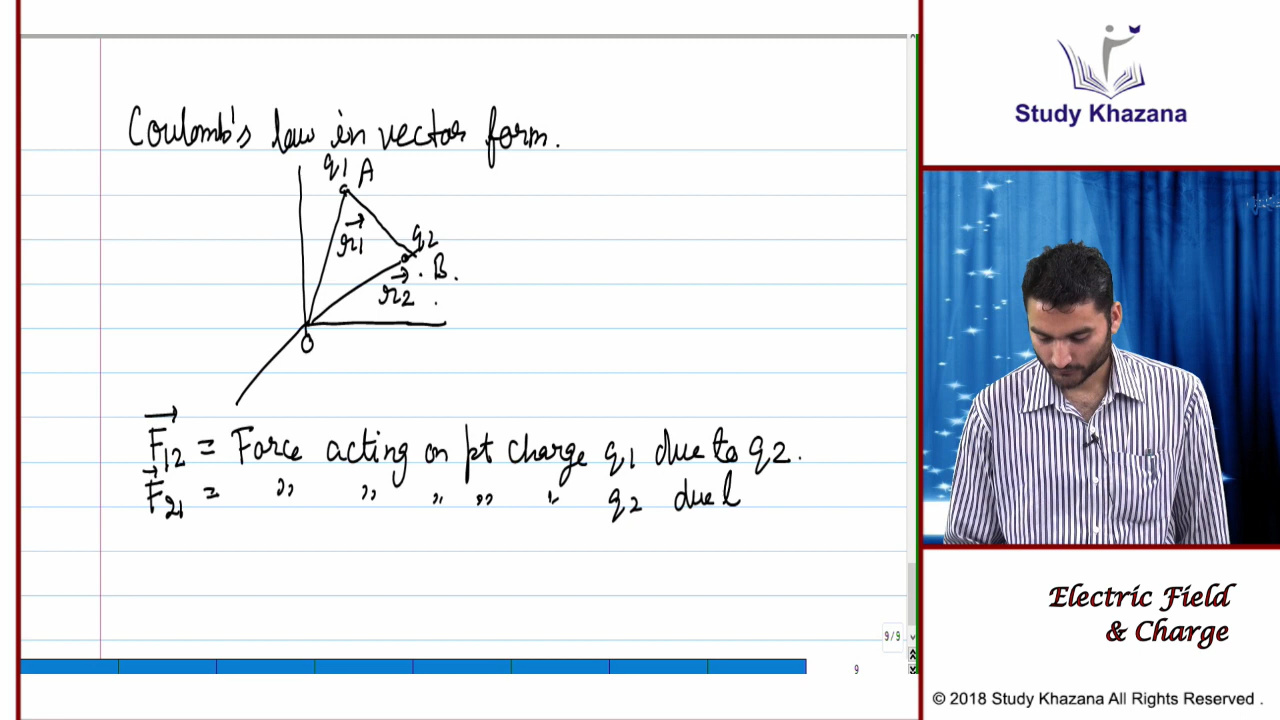 Coulomb's law in vector form.
q1 A
r1
q2
B.
r2
O
F12 = Force acting on pt charge q1 due to q2.
F21 = " " " " " q2 due t
9/9
9
Study Khazana
Electric Field
& Charge
© 2018 Study Khazana All Rights Reserved .